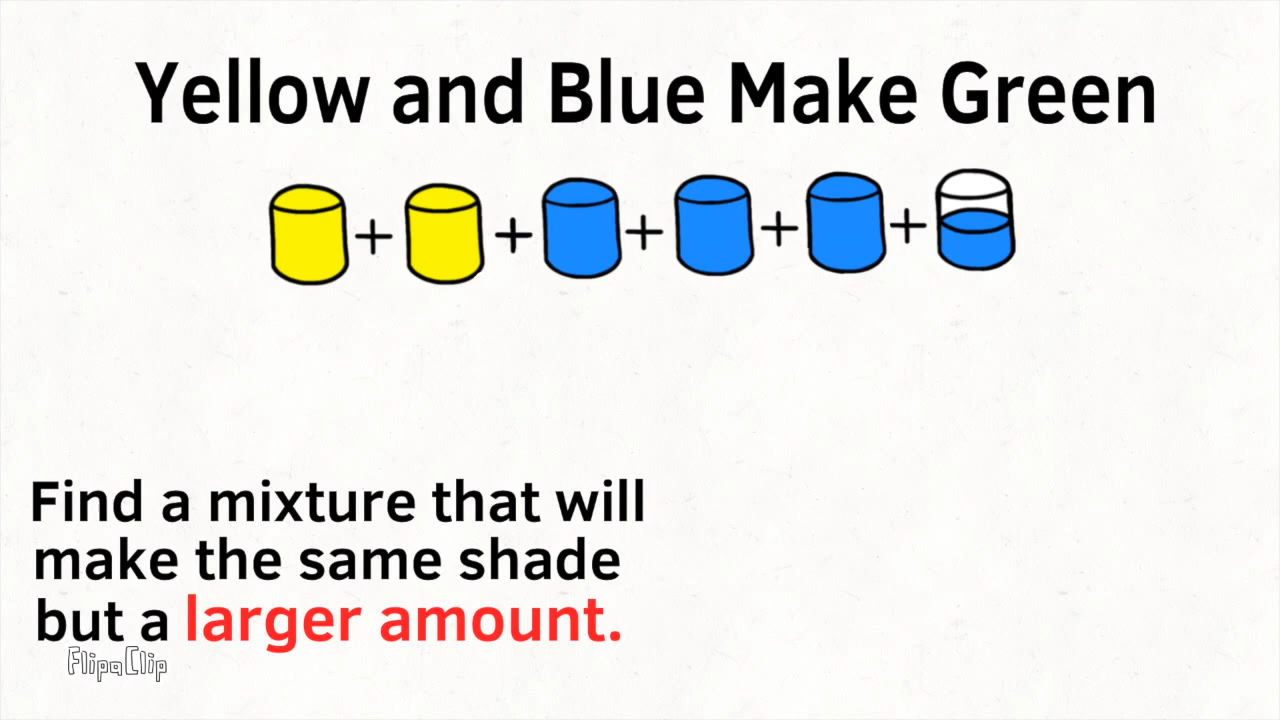 Yellow and Blue Make Green
+ + + + +
Find a mixture that will
make the same shade
but a larger amount.
FlipaClip